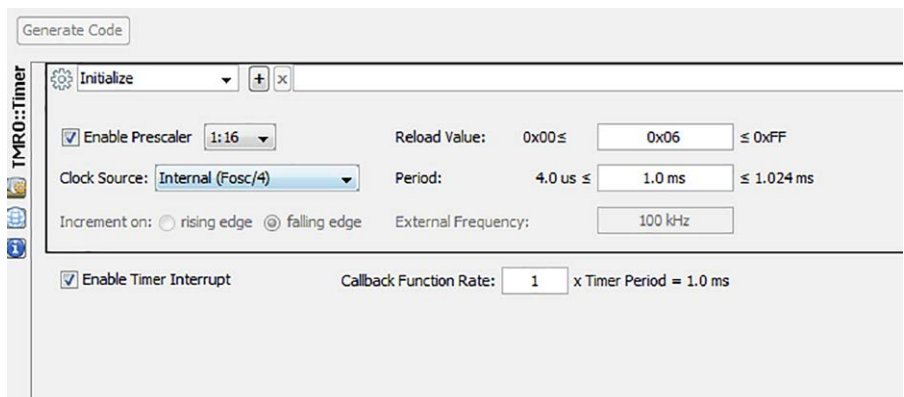 Generate Code
TMR0::Timer
Initialize + x
Enable Prescaler 1:16 Reload Value: 0x00≤ 0x06 ≤ 0xFF
Clock Source: Internal (Fosc/4) Period: 4.0 us ≤ 1.0 ms ≤ 1.024 ms
Increment on: rising edge falling edge External Frequency: 100 kHz
Enable Timer Interrupt Callback Function Rate: 1 x Timer Period = 1.0 ms